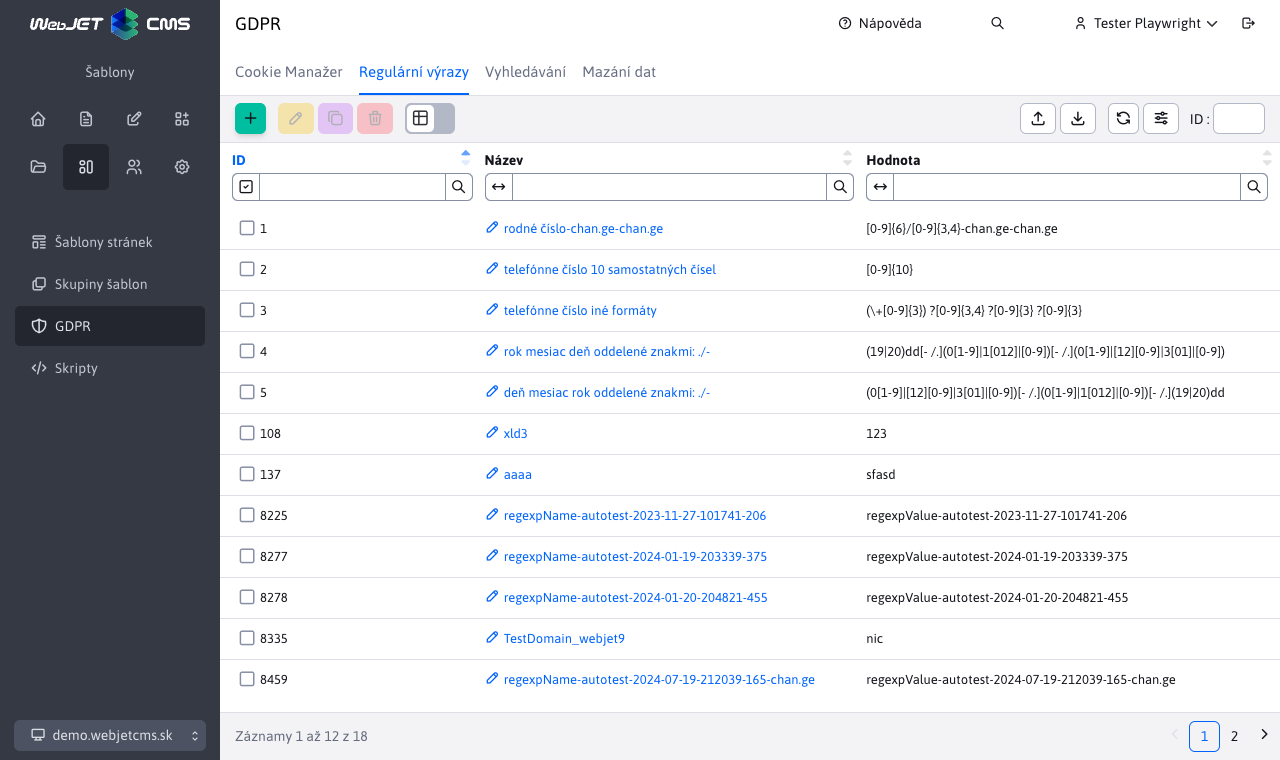 WebJET CMS
Šablony
Šablony stránek
Skupiny šablon
GDPR
Skripty
demo.webjetcms.sk
GDPR
Nápověda
Tester Playwright
Cookie Manažer
Regulární výrazy
Vyhledávání
Mazání dat
ID :
ID Název Hodnota
1 rodné číslo-chan.ge-chan.ge [0-9]{6}/[0-9]{3,4}-chan.ge-chan.ge
2 telefónne číslo 10 samostatných čísel [0-9]{10}
3 telefónne číslo iné formáty (\+[0-9]{3}) ?[0-9]{3,4} ?[0-9]{3} ?[0-9]{3}
4 rok mesiac deň oddelené znakmi: ./- (19|20)dd[- /.](0[1-9]|1[012]|[0-9])[- /.](0[1-9]|[12][0-9]|3[01]|[0-9])
5 deň mesiac rok oddelené znakmi: ./- (0[1-9]|[12][0-9]|3[01]|[0-9])[- /.](0[1-9]|1[012]|[0-9])[- /.](19|20)dd
108 xld3 123
137 aaaa sfasd
8225 regexpName-autotest-2023-11-27-101741-206 regexpValue-autotest-2023-11-27-101741-206
8277 regexpName-autotest-2024-01-19-203339-375 regexpValue-autotest-2024-01-19-203339-375
8278 regexpName-autotest-2024-01-20-204821-455 regexpValue-autotest-2024-01-20-204821-455
8335 TestDomain_webjet9 nic
8459 regexpName-autotest-2024-07-19-212039-165-chan.ge regexpValue-autotest-2024-07-19-212039-165-chan.ge
Záznamy 1 až 12 z 18
1 2